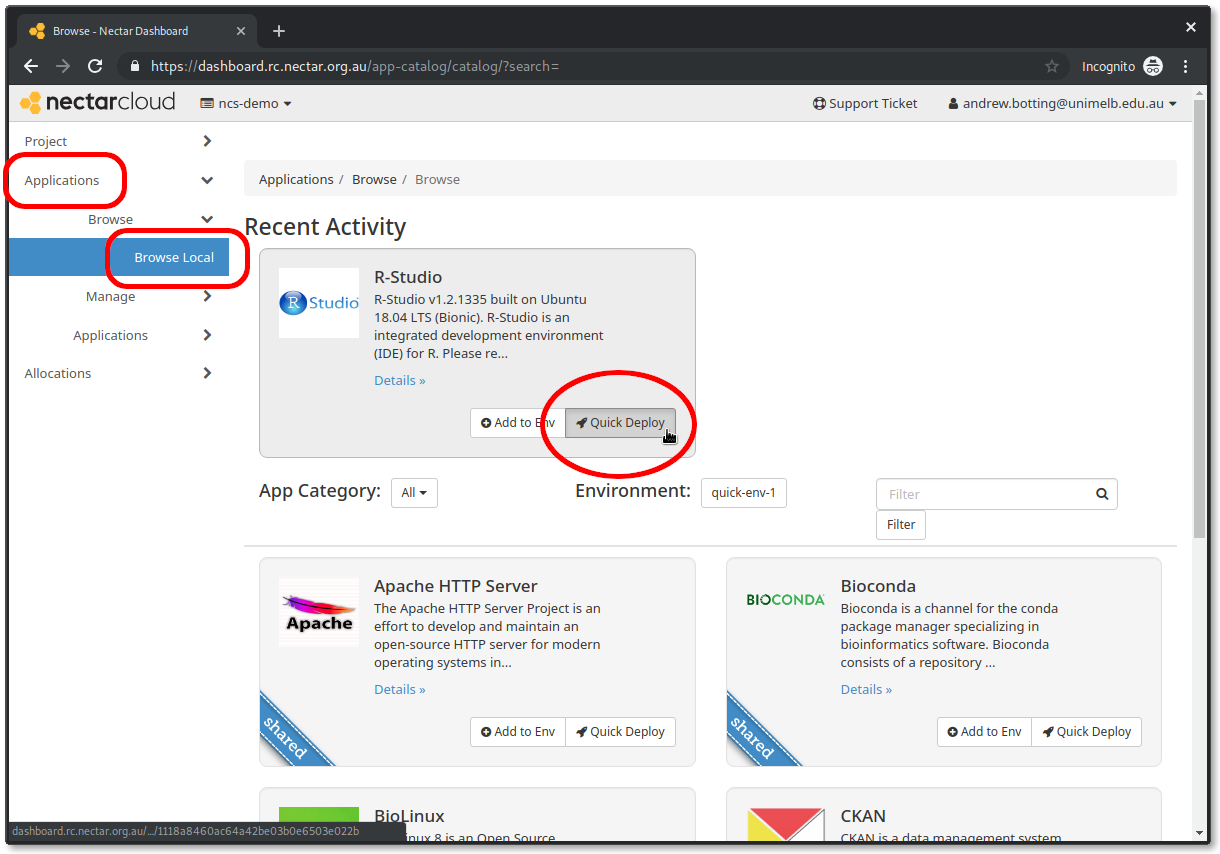 Browse - Nectar Dashboard
https://dashboard.rc.nectar.org.au/app-catalog/catalog/?search=
Incognito
nectarcloud
ncs-demo
Support Ticket
andrew.botting@unimelb.edu.au
Project
Applications
Browse
Browse Local
Manage
Applications
Allocations
Applications / Browse / Browse
Recent Activity
R Studio
R-Studio
R-Studio v1.2.1335 built on Ubuntu
18.04 LTS (Bionic). R-Studio is an
integrated development environment
(IDE) for R. Please re...
Details »
Add to Env
Quick Deploy
App Category:
All
Environment:
quick-env-1
Filter
Filter
Apache
Apache HTTP Server
The Apache HTTP Server Project is an
effort to develop and maintain an
open-source HTTP server for modern
operating systems in...
Details »
shared
Add to Env
Quick Deploy
BIOCONDA
Bioconda
Bioconda is a channel for the conda
package manager specializing in
bioinformatics software. Bioconda
consists of a repository ...
Details »
shared
Add to Env
Quick Deploy
BioLinux
inux 8 is an Open Source
CKAN
CKAN is a data management system
dashboard.rc.nectar.org.au/.../1118a8460ac64a42be03b0e6503e022b